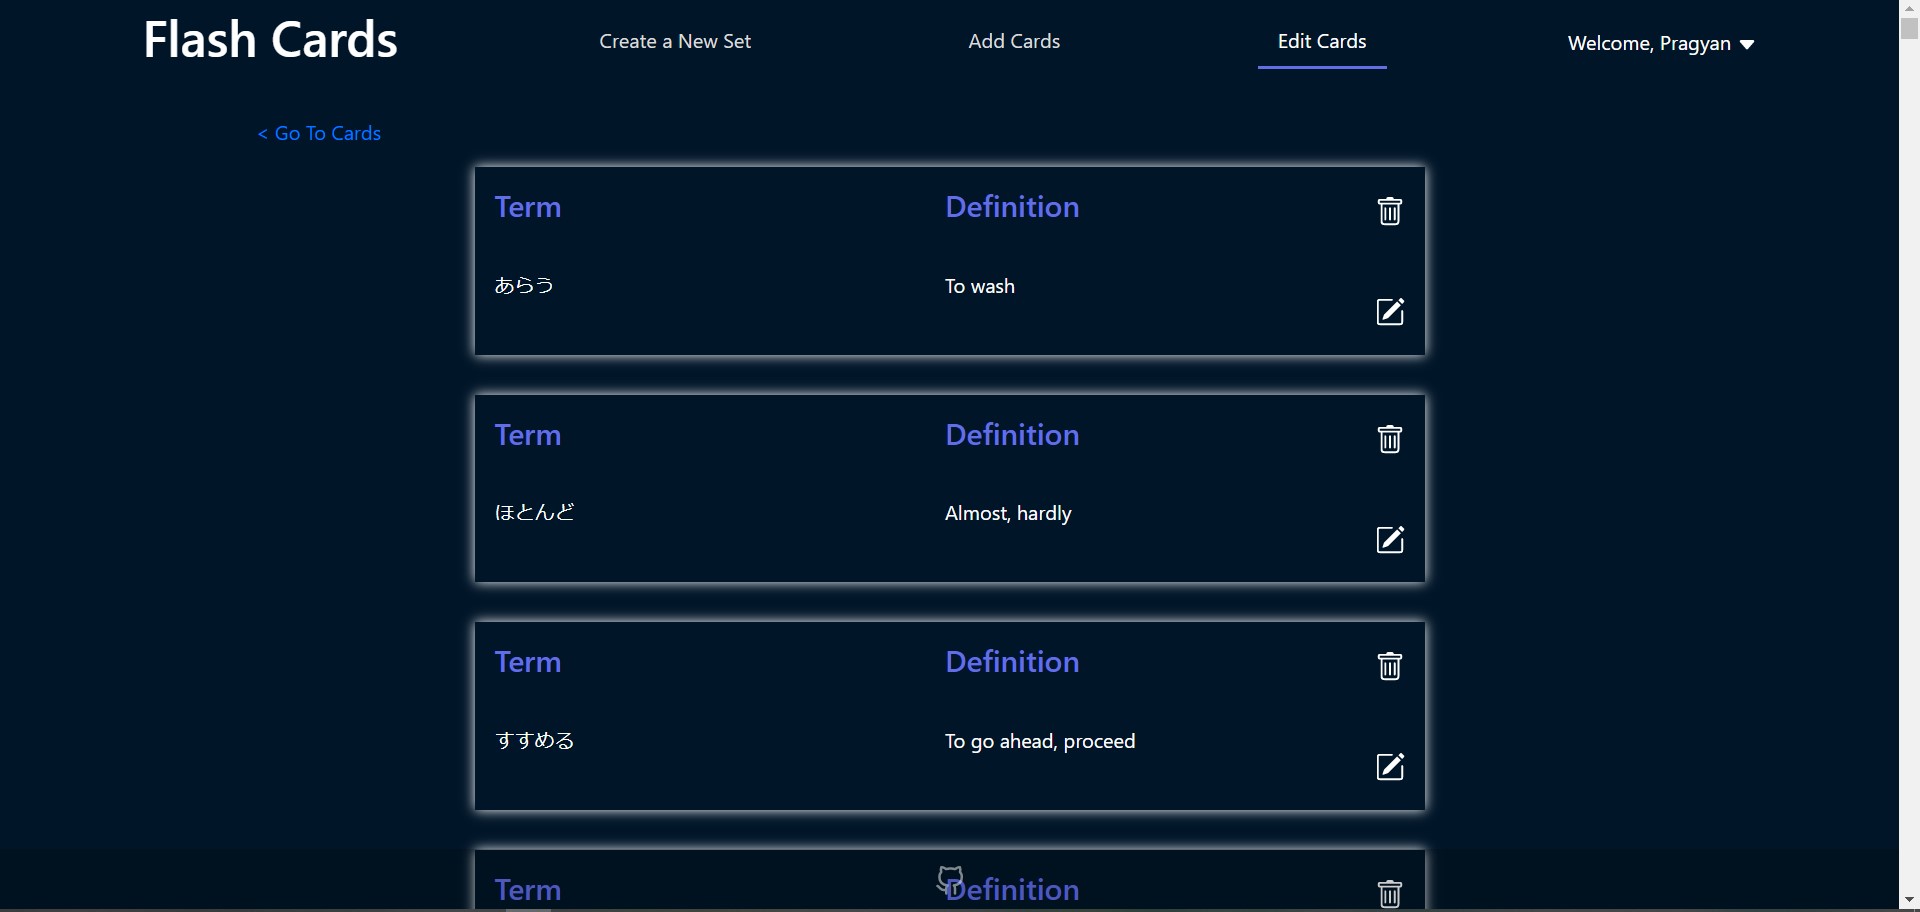 Flash Cards
Create a New Set
Add Cards
Edit Cards
Welcome, Pragyan
< Go To Cards
Term
Definition
あらう
To wash
Term
Definition
ほとんど
Almost, hardly
Term
Definition
すすめる
To go ahead, proceed
Term
Definition